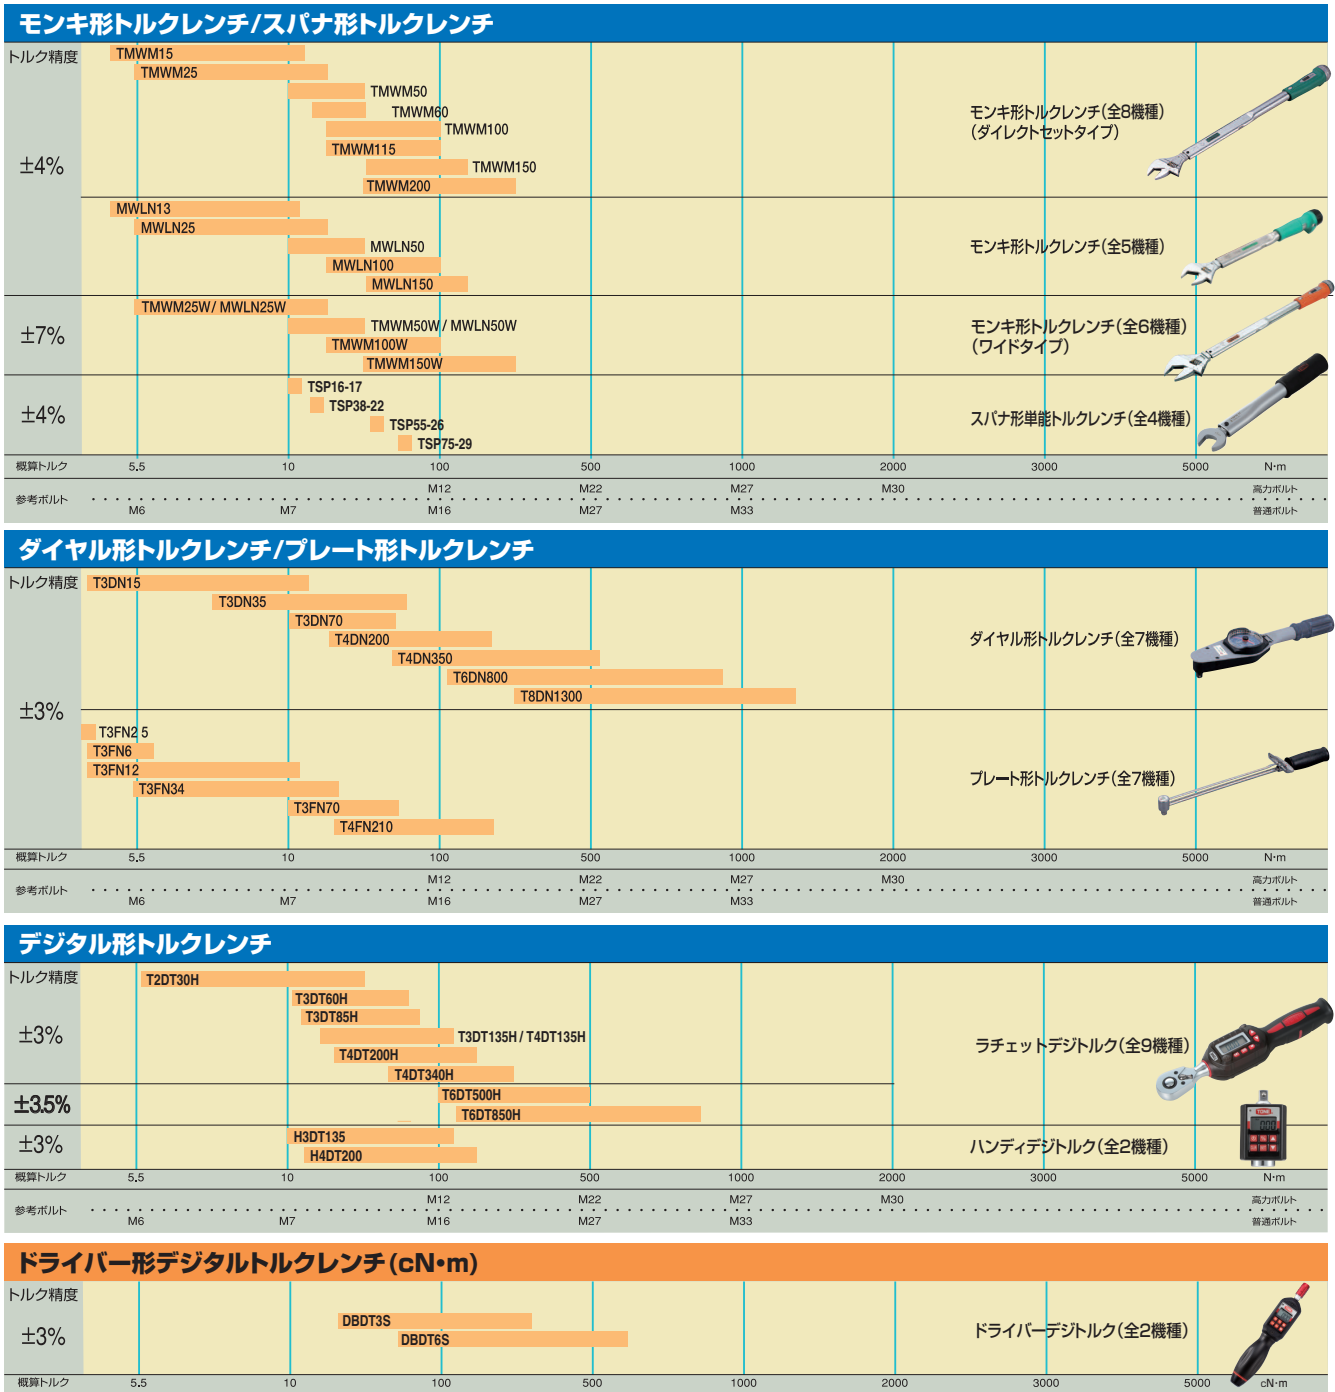 モンキ形トルクレンチ/スパナ形トルクレンチ
トルク精度
TMWM15
TMWM25
TMWM50
TMWM60
TMWM100
TMWM115
TMWM150
TMWM200
±4%
モンキ形トルクレンチ(全8機種)
(ダイレクトセットタイプ)
MWLN13
MWLN25
MWLN50
MWLN100
MWLN150
モンキ形トルクレンチ(全5機種)
±7%
TMWM25W/ MWLN25W
TMWM50W / MWLN50W
TMWM100W
TMWM150W
モンキ形トルクレンチ(全6機種)
(ワイドタイプ)
±4%
TSP16-17
TSP38-22
TSP55-26
TSP75-29
スパナ形単能トルクレンチ(全4機種)
概算トルク 5.5 10 100 500 1000 2000 3000 5000 N・m
M12 M22 M27 M30 高力ボルト
参考ボルト
M6 M7 M16 M27 M33 普通ボルト
ダイヤル形トルクレンチ/プレート形トルクレンチ
トルク精度
T3DN15
T3DN35
T3DN70
T4DN200
T4DN350
T6DN800
T8DN1300
ダイヤル形トルクレンチ(全7機種)
±3%
T3FN2 5
T3FN6
T3FN12
T3FN34
T3FN70
T4FN210
プレート形トルクレンチ(全7機種)
概算トルク 5.5 10 100 500 1000 2000 3000 5000 N・m
M12 M22 M27 M30 高力ボルト
参考ボルト
M6 M7 M16 M27 M33 普通ボルト
デジタル形トルクレンチ
トルク精度
T2DT30H
T3DT60H
T3DT85H
±3%
T3DT135H / T4DT135H
T4DT200H
T4DT340H
ラチェットデジトルク(全9機種)
±3.5%
T6DT500H
T6DT850H
±3%
H3DT135
H4DT200
ハンディデジトルク(全2機種)
概算トルク 5.5 10 100 500 1000 2000 3000 5000 N・m
M12 M22 M27 M30 高力ボルト
参考ボルト
M6 M7 M16 M27 M33 普通ボルト
ドライバー形デジタルトルクレンチ(cN・m)
トルク精度
±3%
DBDT3S
DBDT6S
ドライバーデジトルク(全2機種)
概算トルク 5.5 10 100 500 1000 2000 3000 5000 cN・m